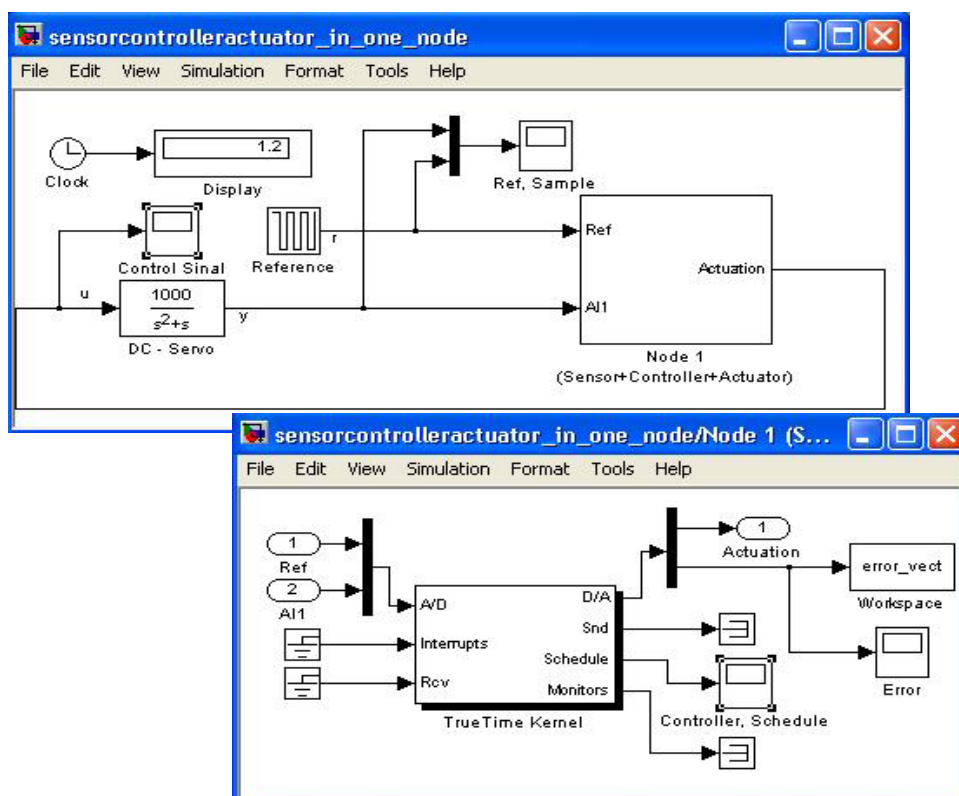 sensorcontrolleractuator_in_one_node
File Edit View Simulation Format Tools Help
Clock
1.2
Display
Ref, Sample
Control Sinal
Reference
r
u
1000
s²+s
DC - Servo
y
Ref
AI1
Actuation
Node 1
(Sensor+Controller+Actuator)
sensorcontrolleractuator_in_one_node/Node 1 (S...
File Edit View Simulation Format Tools Help
1
Ref
2
AI1
A/D
Interrupts
Rcv
D/A
Snd
Schedule
Monitors
TrueTime Kernel
1
Actuation
error_vect
Workspace
Error
Controller, Schedule